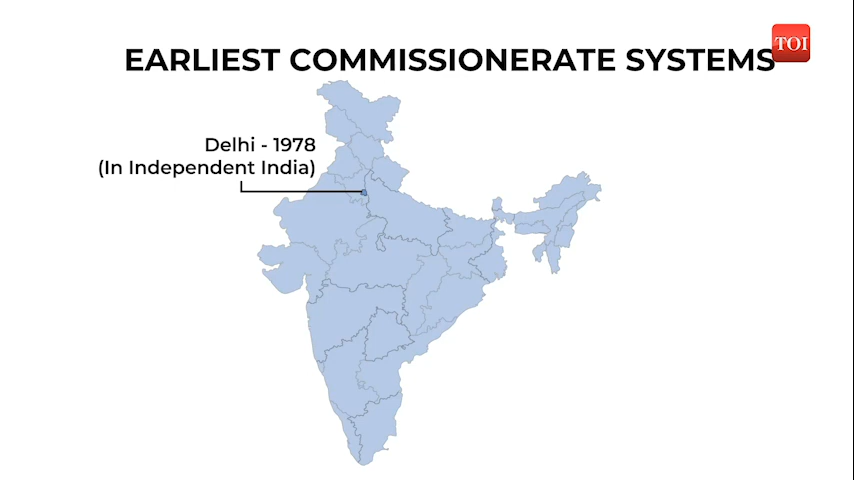 TOI
EARLIEST COMMISSIONERATE SYSTEMS
Delhi - 1978
(In Independent India)